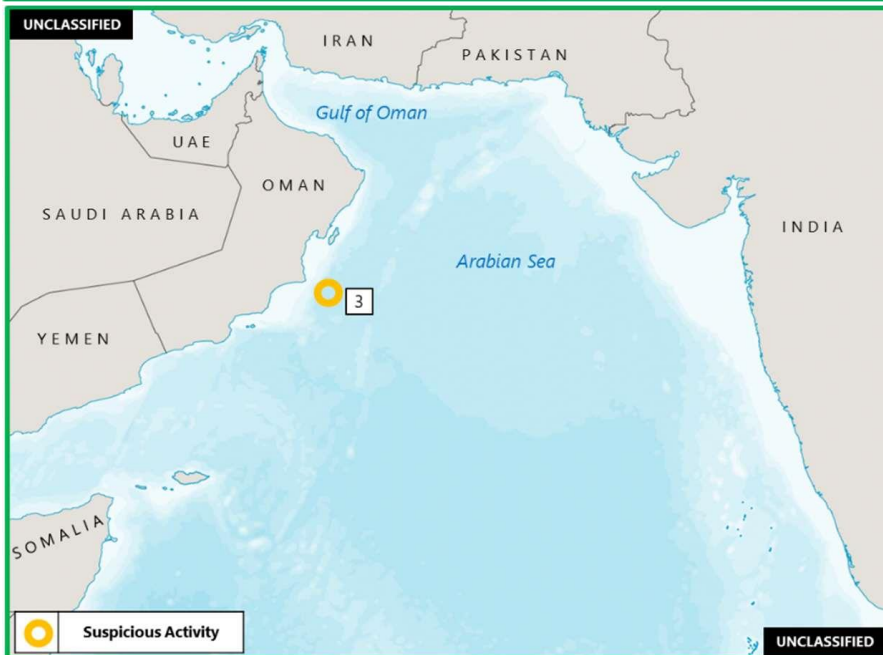 UNCLASSIFIED
IRAN
PAKISTAN
Gulf of Oman
UAE
OMAN
SAUDI ARABIA
INDIA
Arabian Sea
3
YEMEN
SOMALIA
Suspicious Activity
UNCLASSIFIED